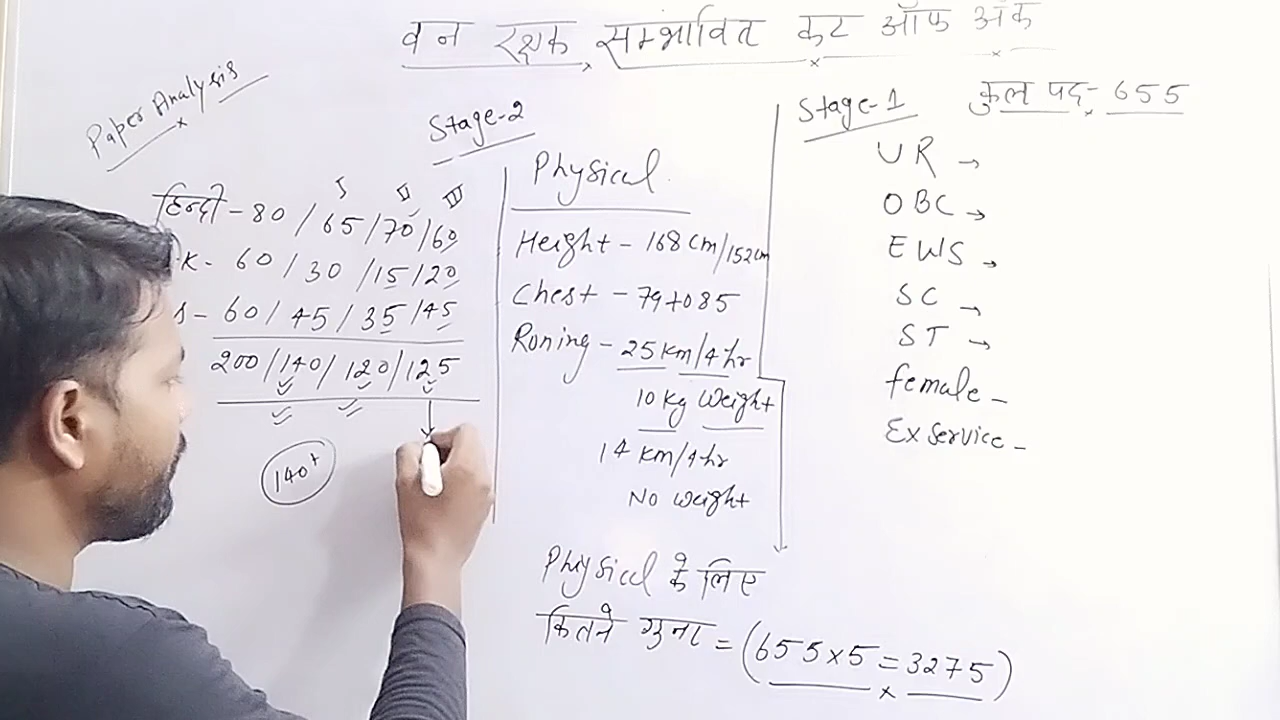 वन रक्षक सम्भावित कट ऑफ अंक
Paper Analysis
I II III
हिन्दी - 80 / 65 / 70 / 60
.K- 60 / 30 / 15 / 20
- 60 / 45 / 35 / 45
200 / 140 / 120 / 125
140+
Stage-2
Physical
Height - 168 cm/152cm
Chest - 79+085
Roning - 25 km/4 hr
10 Kg Weight
14 km/4 hr
No weight
Physical के लिए
कितने गुना = (655×5 = 3275)
Stage-1
कुल पद- 655
UR →
OBC →
EWS →
SC →
ST →
female -
Ex Service -